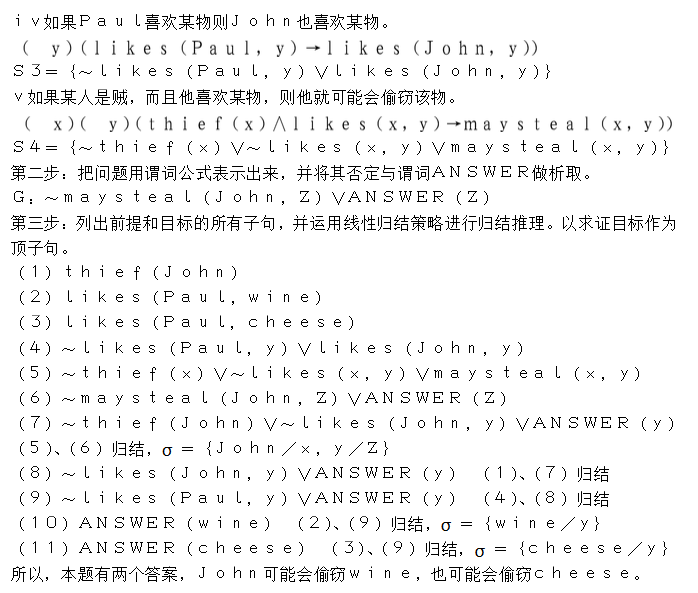 ⅳ如果Ｐａｕｌ喜欢某物则Ｊｏｈｎ也喜欢某物。
（ ｙ）（ｌｉｋｅｓ（Ｐａｕｌ，ｙ）→ｌｉｋｅｓ（Ｊｏｈｎ，ｙ））
Ｓ３＝｛～ｌｉｋｅｓ（Ｐａｕｌ，ｙ）∨ｌｉｋｅｓ（Ｊｏｈｎ，ｙ）｝
ⅴ如果某人是贼，而且他喜欢某物，则他就可能会偷窃该物。
（ ｘ）（ ｙ）（ｔｈｉｅｆ（ｘ）∧ｌｉｋｅｓ（ｘ，ｙ）→ｍａｙｓｔｅａｌ（ｘ，ｙ））
Ｓ４＝｛～ｔｈｉｅｆ（ｘ）∨～ｌｉｋｅｓ（ｘ，ｙ）∨ｍａｙｓｔｅａｌ（ｘ，ｙ）｝
第二步：把问题用谓词公式表示出来，并将其否定与谓词ＡＮＳＷＥＲ做析取。
Ｇ：～ｍａｙｓｔｅａｌ（Ｊｏｈｎ，Ｚ）∨ＡＮＳＷＥＲ（Ｚ）
第三步：列出前提和目标的所有子句，并运用线性归结策略进行归结推理。以求证目标作为
顶子句。
（１）ｔｈｉｅｆ（Ｊｏｈｎ）
（２）ｌｉｋｅｓ（Ｐａｕｌ，ｗｉｎｅ）
（３）ｌｉｋｅｓ（Ｐａｕｌ，ｃｈｅｅｓｅ）
（４）～ｌｉｋｅｓ（Ｐａｕｌ，ｙ）∨ｌｉｋｅｓ（Ｊｏｈｎ，ｙ）
（５）～ｔｈｉｅｆ（ｘ）∨～ｌｉｋｅｓ（ｘ，ｙ）∨ｍａｙｓｔｅａｌ（ｘ，ｙ）
（６）～ｍａｙｓｔｅａｌ（Ｊｏｈｎ，Ｚ）∨ＡＮＳＷＥＲ（Ｚ）
（７）～ｔｈｉｅｆ（Ｊｏｈｎ）∨～ｌｉｋｅｓ（Ｊｏｈｎ，ｙ）∨ＡＮＳＷＥＲ（ｙ）
（５）、（６）归结，σ＝｛Ｊｏｈｎ／ｘ，ｙ／Ｚ｝
（８）～ｌｉｋｅｓ（Ｊｏｈｎ，ｙ）∨ＡＮＳＷＥＲ（ｙ） （１）、（７）归结
（９）～ｌｉｋｅｓ（Ｐａｕｌ，ｙ）∨ＡＮＳＷＥＲ（ｙ） （４）、（８）归结
（１０）ＡＮＳＷＥＲ（ｗｉｎｅ） （２）、（９）归结，σ＝｛ｗｉｎｅ／ｙ｝
（１１）ＡＮＳＷＥＲ（ｃｈｅｅｓｅ） （３）、（９）归结，σ＝｛ｃｈｅｅｓｅ／ｙ｝
所以，本题有两个答案，Ｊｏｈｎ可能会偷窃ｗｉｎｅ，也可能会偷窃ｃｈｅｅｓｅ。